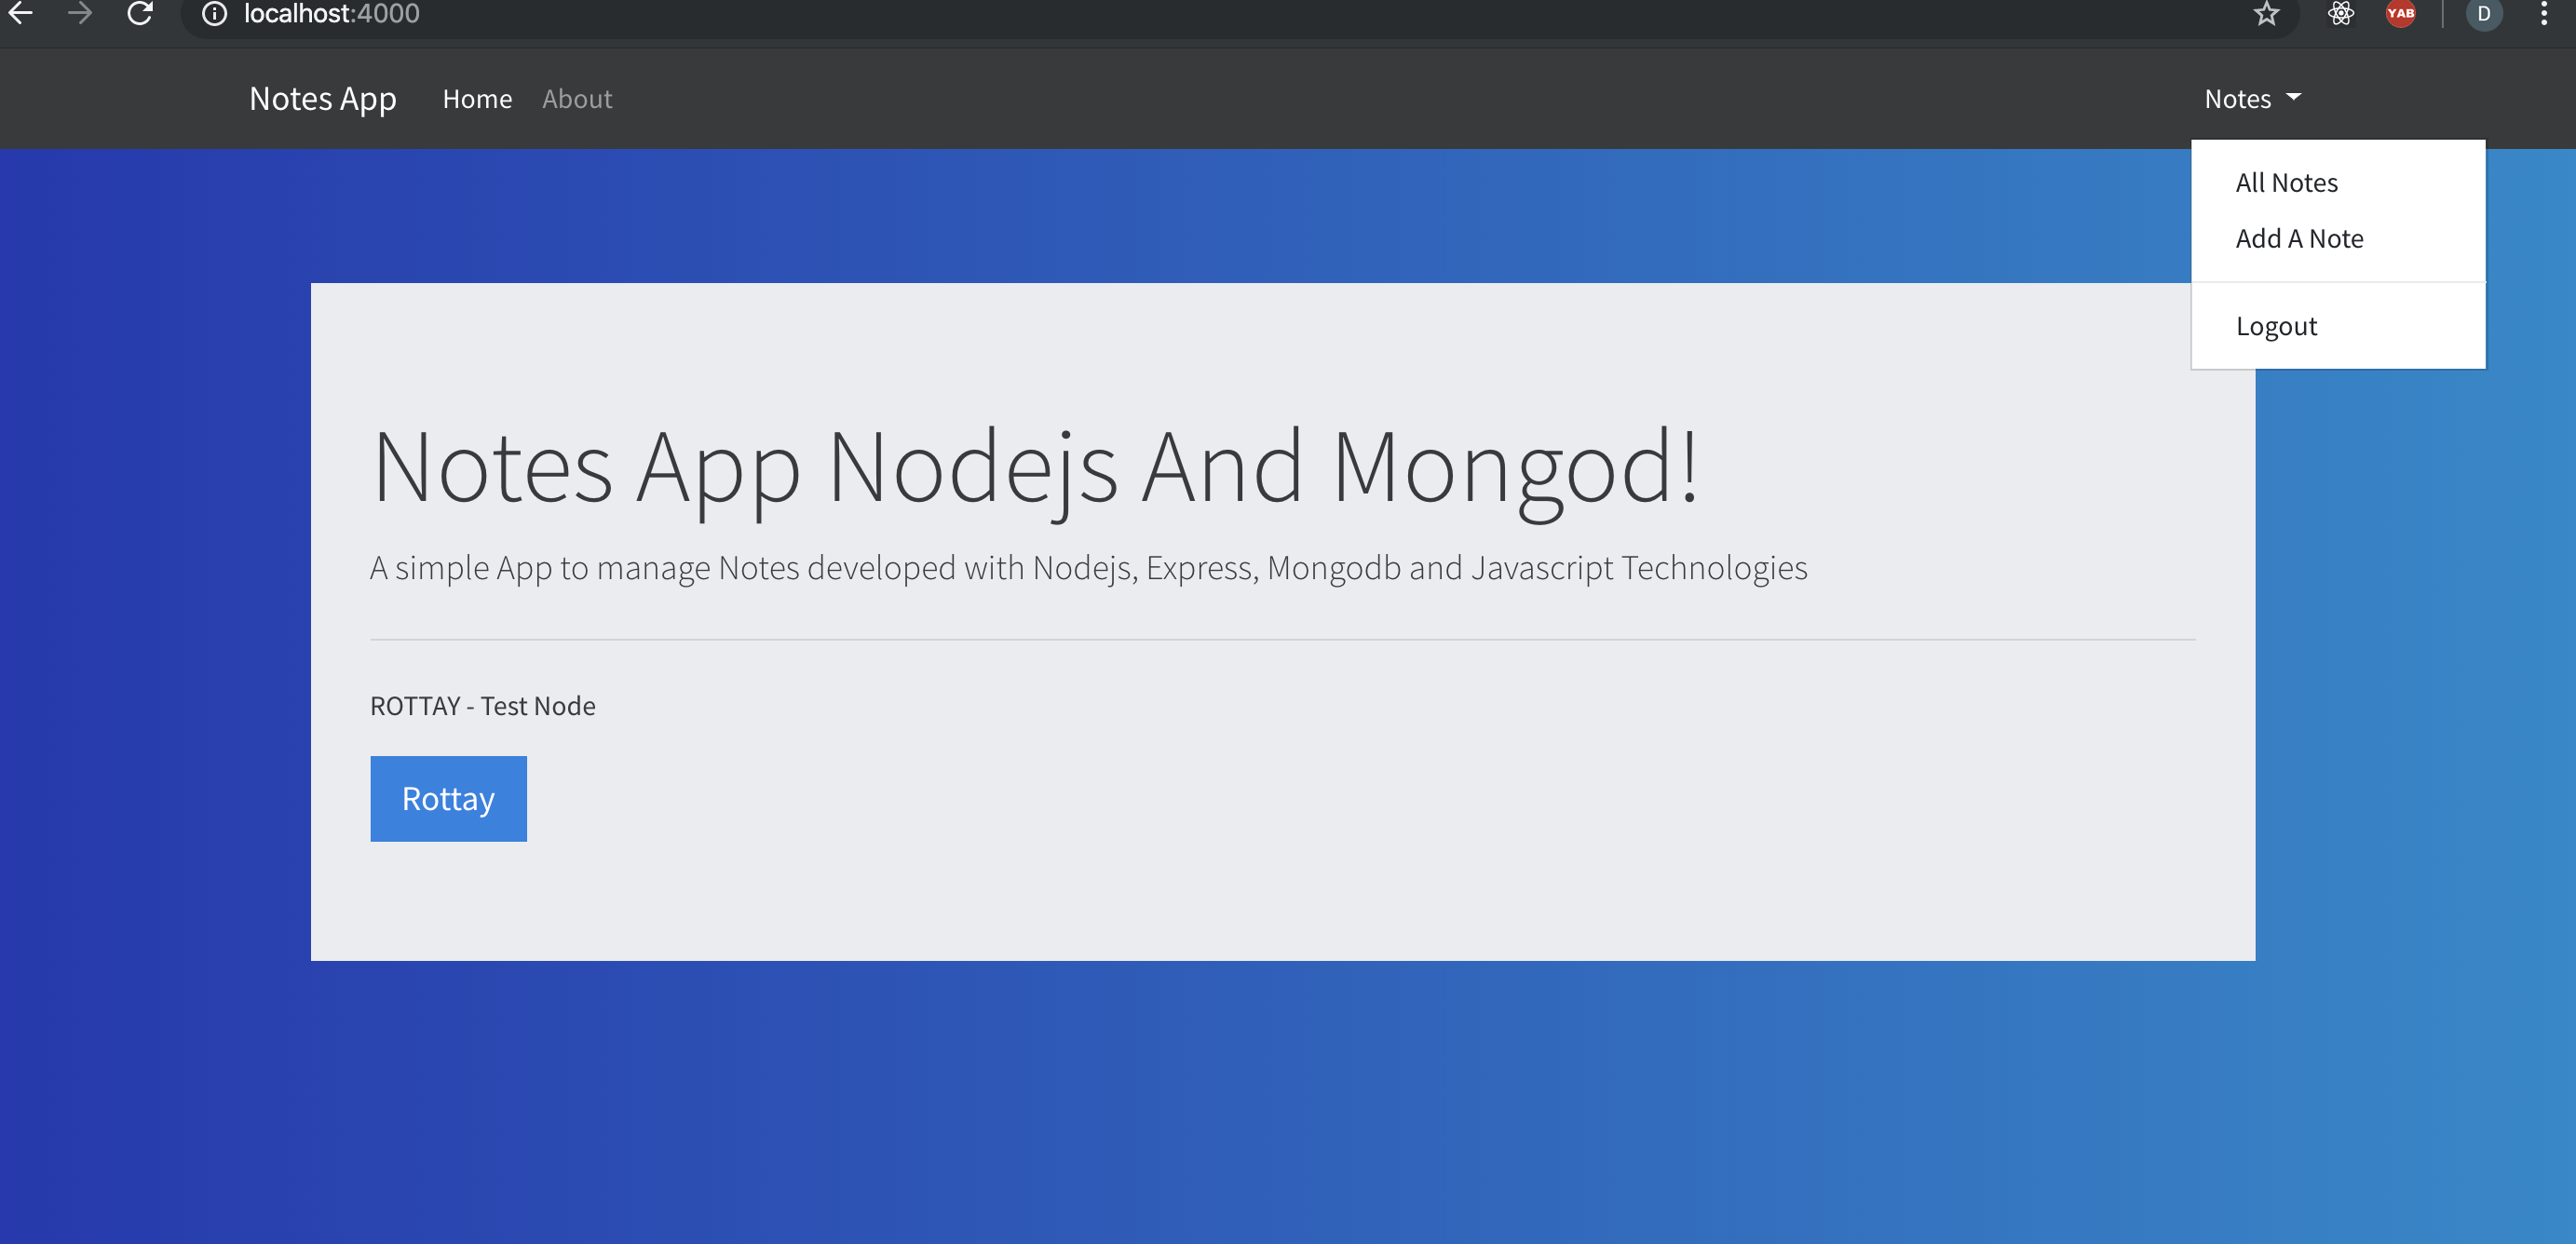 localhost:4000
YAB
D
Notes App Home About Notes
All Notes
Add A Note
Logout
Notes App Nodejs And Mongod!
A simple App to manage Notes developed with Nodejs, Express, Mongodb and Javascript Technologies
ROTTAY - Test Node
Rottay